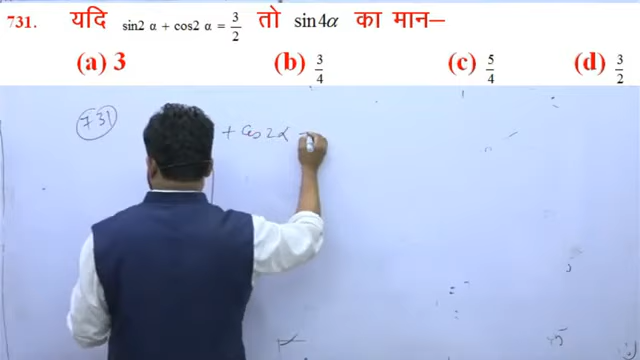 731. यदि sin2 α + cos2 α = 3/2 तो sin4α का मान–
(a) 3 (b) 3/4 (c) 5/4 (d) 3/2
731
+ cos 2α